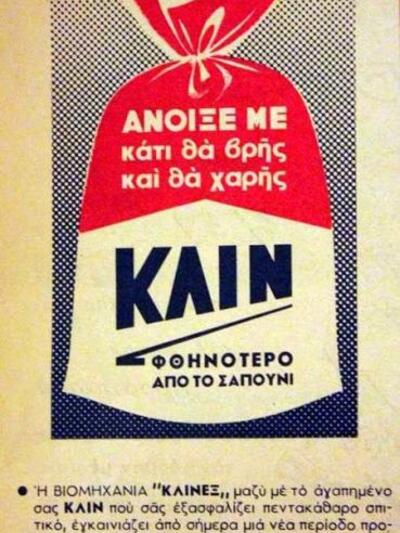 ΑΝΟΙΞΕ ΜΕ
κάτι θὰ βρῆς
καὶ θὰ χαρῆς
ΚΛΙΝ
ΦΘΗΝΟΤΕΡΟ
ΑΠΟ ΤΟ ΣΑΠΟΥΝΙ
● Ἡ ΒΙΟΜΗΧΑΝΙΑ "ΚΛΙΝΕΞ,, μαζὺ μὲ τὸ ἀγαπημένο
σας ΚΛΙΝ ποὺ σᾶς ἐξασφαλίζει πεντακάθαρο σπι-
τικό, ἐγκαινιάζει ἀπὸ σήμερα μιὰ νέα περίοδο προ-